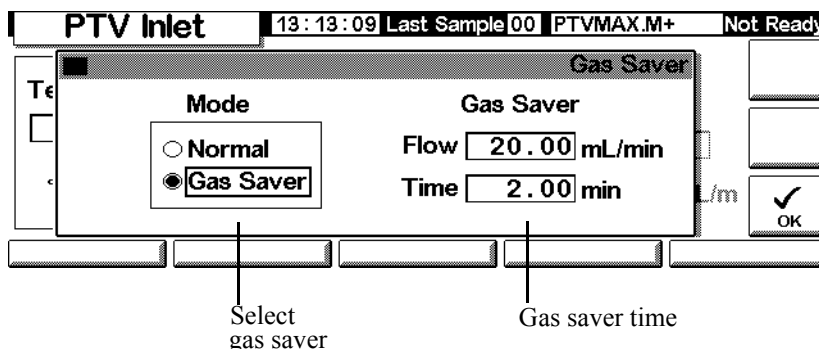 PTV Inlet 13:13:09 Last Sample 00 PTVMAX.M+ Not Ready
Gas Saver
Mode Gas Saver
Normal Flow 20.00 mL/min
Gas Saver Time 2.00 min
OK
Select
gas saver
Gas saver time